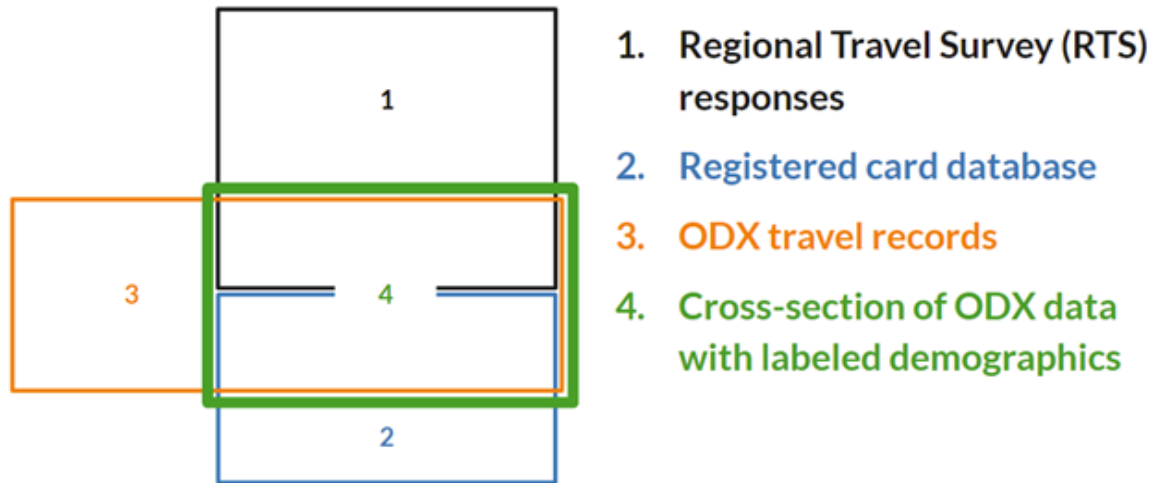 1
3
4
2
1. Regional Travel Survey (RTS)
responses
2. Registered card database
3. ODX travel records
4. Cross-section of ODX data
with labeled demographics